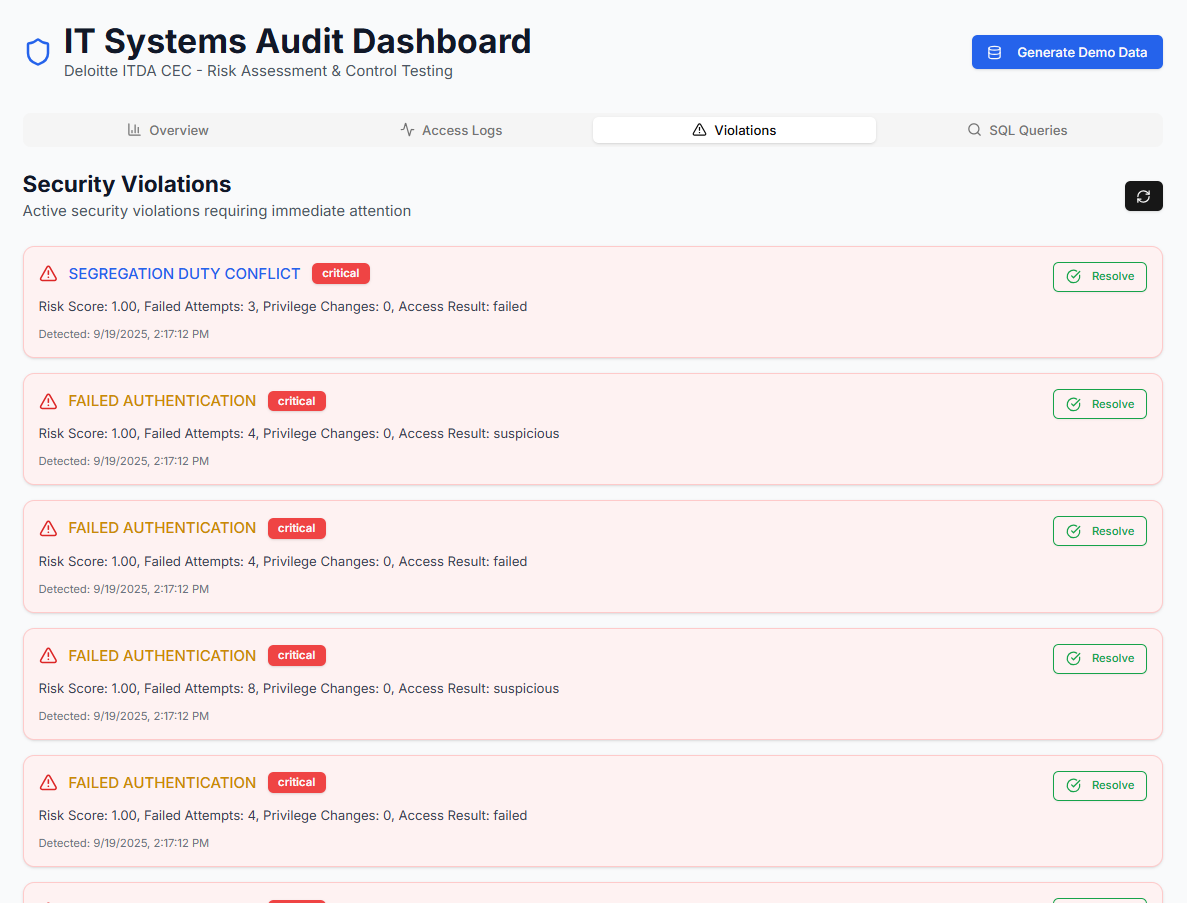 IT Systems Audit Dashboard
Deloitte ITDA CEC - Risk Assessment & Control Testing
Generate Demo Data
Overview
Access Logs
Violations
SQL Queries
Security Violations
Active security violations requiring immediate attention
SEGREGATION DUTY CONFLICT critical
Resolve
Risk Score: 1.00, Failed Attempts: 3, Privilege Changes: 0, Access Result: failed
Detected: 9/19/2025, 2:17:12 PM
FAILED AUTHENTICATION critical
Resolve
Risk Score: 1.00, Failed Attempts: 4, Privilege Changes: 0, Access Result: suspicious
Detected: 9/19/2025, 2:17:12 PM
FAILED AUTHENTICATION critical
Resolve
Risk Score: 1.00, Failed Attempts: 4, Privilege Changes: 0, Access Result: failed
Detected: 9/19/2025, 2:17:12 PM
FAILED AUTHENTICATION critical
Resolve
Risk Score: 1.00, Failed Attempts: 8, Privilege Changes: 0, Access Result: suspicious
Detected: 9/19/2025, 2:17:12 PM
FAILED AUTHENTICATION critical
Resolve
Risk Score: 1.00, Failed Attempts: 4, Privilege Changes: 0, Access Result: failed
Detected: 9/19/2025, 2:17:12 PM